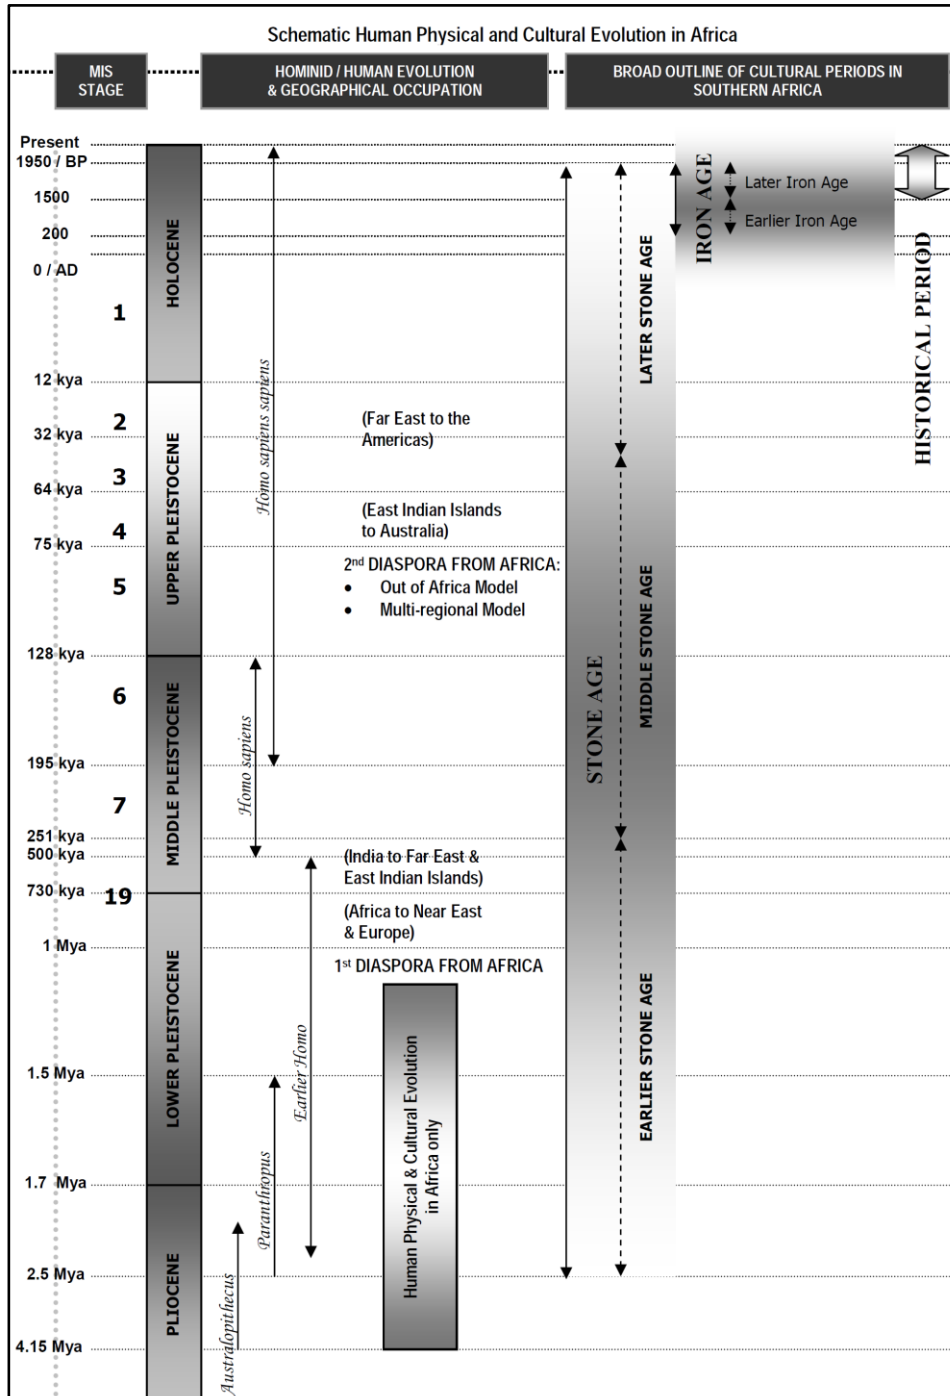 Schematic Human Physical and Cultural Evolution in Africa
MIS
STAGE
HOMINID / HUMAN EVOLUTION
& GEOGRAPHICAL OCCUPATION
BROAD OUTLINE OF CULTURAL PERIODS IN
SOUTHERN AFRICA
Present
1950 / BP
1500
200
0 / AD
12 kya
32 kya
64 kya
75 kya
128 kya
195 kya
251 kya
500 kya
730 kya
1 Mya
1.5 Mya
1.7 Mya
2.5 Mya
4.15 Mya
1
2
3
4
5
6
7
19
HOLOCENE
UPPER PLEISTOCENE
MIDDLE PLEISTOCENE
LOWER PLEISTOCENE
PLIOCENE
Homo sapiens sapiens
Homo sapiens
Earlier Homo
Paranthropus
Australopithecus
(Far East to the
Americas)
(East Indian Islands
to Australia)
2nd DIASPORA FROM AFRICA:
• Out of Africa Model
• Multi-regional Model
(India to Far East &
East Indian Islands)
(Africa to Near East
& Europe)
1st DIASPORA FROM AFRICA
Human Physical & Cultural Evolution
in Africa only
STONE AGE
LATER STONE AGE
MIDDLE STONE AGE
EARLIER STONE AGE
IRON AGE
Later Iron Age
Earlier Iron Age
HISTORICAL PERIOD